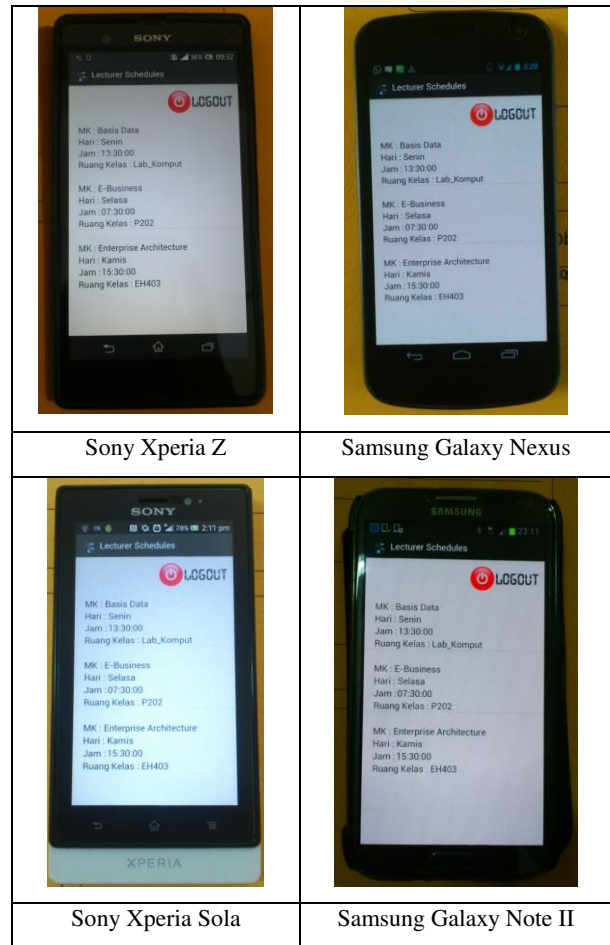 SONY
36% 09:32
Lecturer Schedules
LOGOUT
MK : Basis Data
Hari : Senin
Jam : 13:30:00
Ruang Kelas : Lab_Komput
MK : E-Business
Hari : Selasa
Jam : 07:30:00
Ruang Kelas : P202
MK : Enterprise Architecture
Hari : Kamis
Jam : 15:30:00
Ruang Kelas : EH403
3:28
Lecturer Schedules
LOGOUT
MK : Basis Data
Hari : Senin
Jam : 13:30:00
Ruang Kelas : Lab_Komput
MK : E-Business
Hari : Selasa
Jam : 07:30:00
Ruang Kelas : P202
MK : Enterprise Architecture
Hari : Kamis
Jam : 15:30:00
Ruang Kelas : EH403
Sony Xperia Z
Samsung Galaxy Nexus
SONY
78% 2:11 pm
Lecturer Schedules
LOGOUT
MK : Basis Data
Hari : Senin
Jam : 13:30:00
Ruang Kelas : Lab_Komput
MK : E-Business
Hari : Selasa
Jam : 07:30:00
Ruang Kelas : P202
MK : Enterprise Architecture
Hari : Kamis
Jam : 15:30:00
Ruang Kelas : EH403
XPERIA
SAMSUNG
23:11
Lecturer Schedules
LOGOUT
MK : Basis Data
Hari : Senin
Jam : 13:30:00
Ruang Kelas : Lab_Komput
MK : E-Business
Hari : Selasa
Jam : 07:30:00
Ruang Kelas : P202
MK : Enterprise Architecture
Hari : Kamis
Jam : 15:30:00
Ruang Kelas : EH403
Sony Xperia Sola
Samsung Galaxy Note II